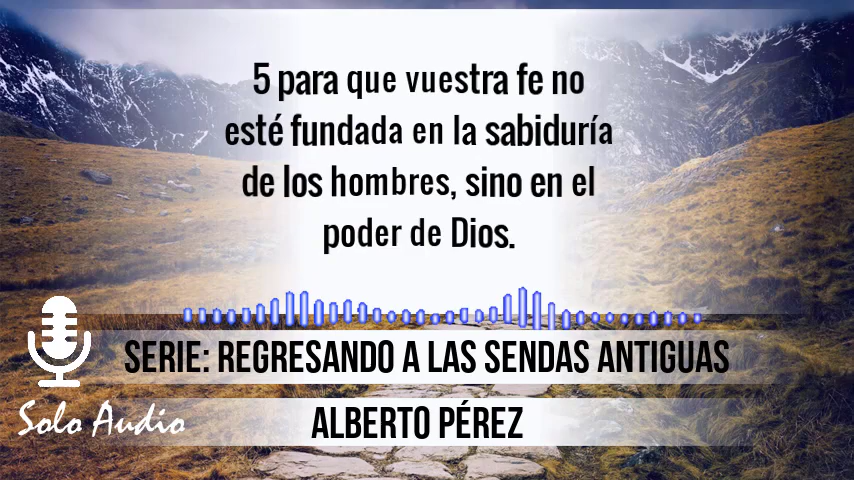 5 para que vuestra fe no
esté fundada en la sabiduría
de los hombres, sino en el
poder de Dios.
SERIE: REGRESANDO A LAS SENDAS ANTIGUAS
Solo Audio
ALBERTO PÉREZ